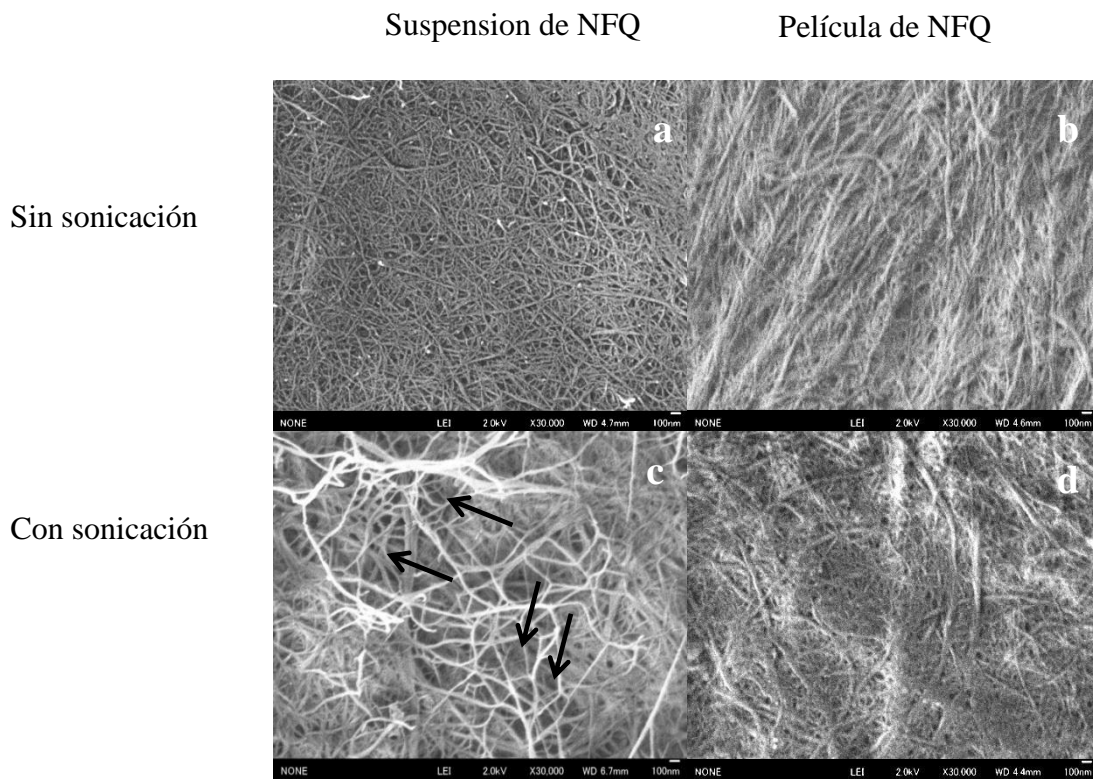 Suspension de NFQ
Película de NFQ
Sin sonicación
a
b
NONE LEI 2.0kV X30,000 WD 4.7mm 100nm
NONE LEI 2.0kV X30,000 WD 4.6mm 100nm
Con sonicación
c
d
NONE LEI 2.0kV X30,000 WD 6.7mm 100nm
NONE LEI 2.0kV X30,000 WD 4.4mm 100nm